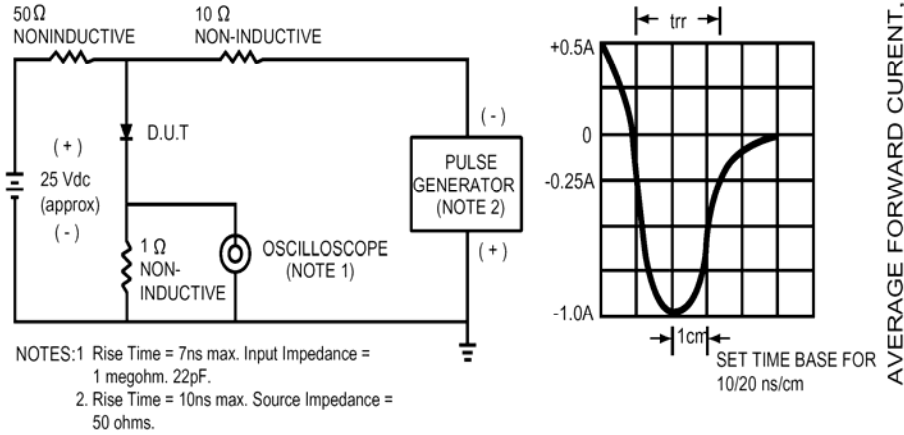 50Ω
NONINDUCTIVE
10Ω
NON-INDUCTIVE
D.U.T
( + )
25 Vdc
(approx)
( - )
1 Ω
NON-
INDUCTIVE
OSCILLOSCOPE
(NOTE 1)
( - )
PULSE
GENERATOR
(NOTE 2)
( + )
NOTES:1 Rise Time = 7ns max. Input Impedance =
1 megohm. 22pF.
2. Rise Time = 10ns max. Source Impedance =
50 ohms.
trr
+0.5A
0
-0.25A
-1.0A
1cm
SET TIME BASE FOR
10/20 ns/cm
AVERAGE FORWARD CURENT,